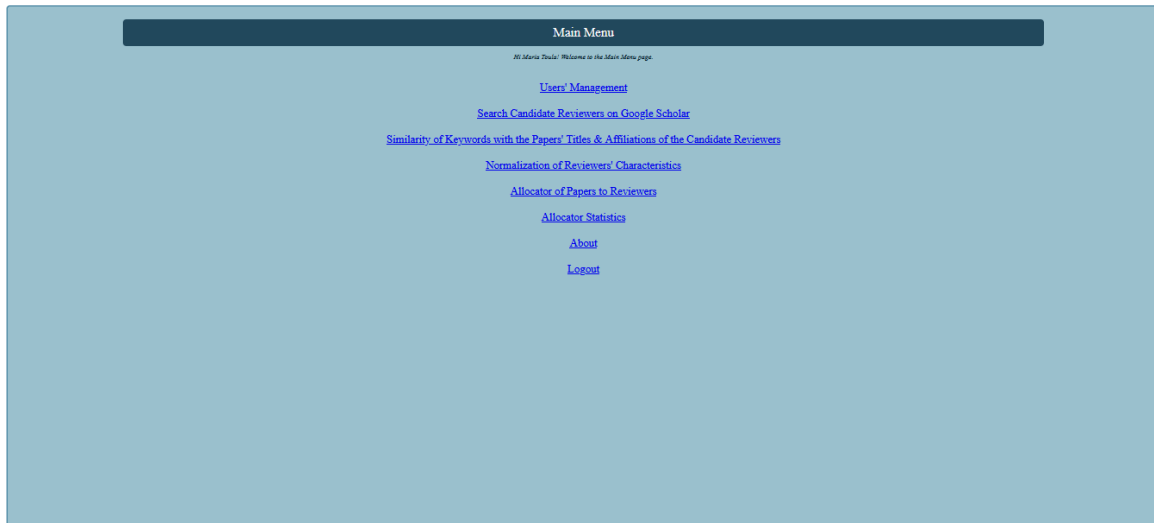 Main Menu
Hi Maria Toula! Welcome to the Main Menu page.
Users' Management
Search Candidate Reviewers on Google Scholar
Similarity of Keywords with the Papers' Titles & Affiliations of the Candidate Reviewers
Normalization of Reviewers' Characteristics
Allocator of Papers to Reviewers
Allocator Statistics
About
Logout